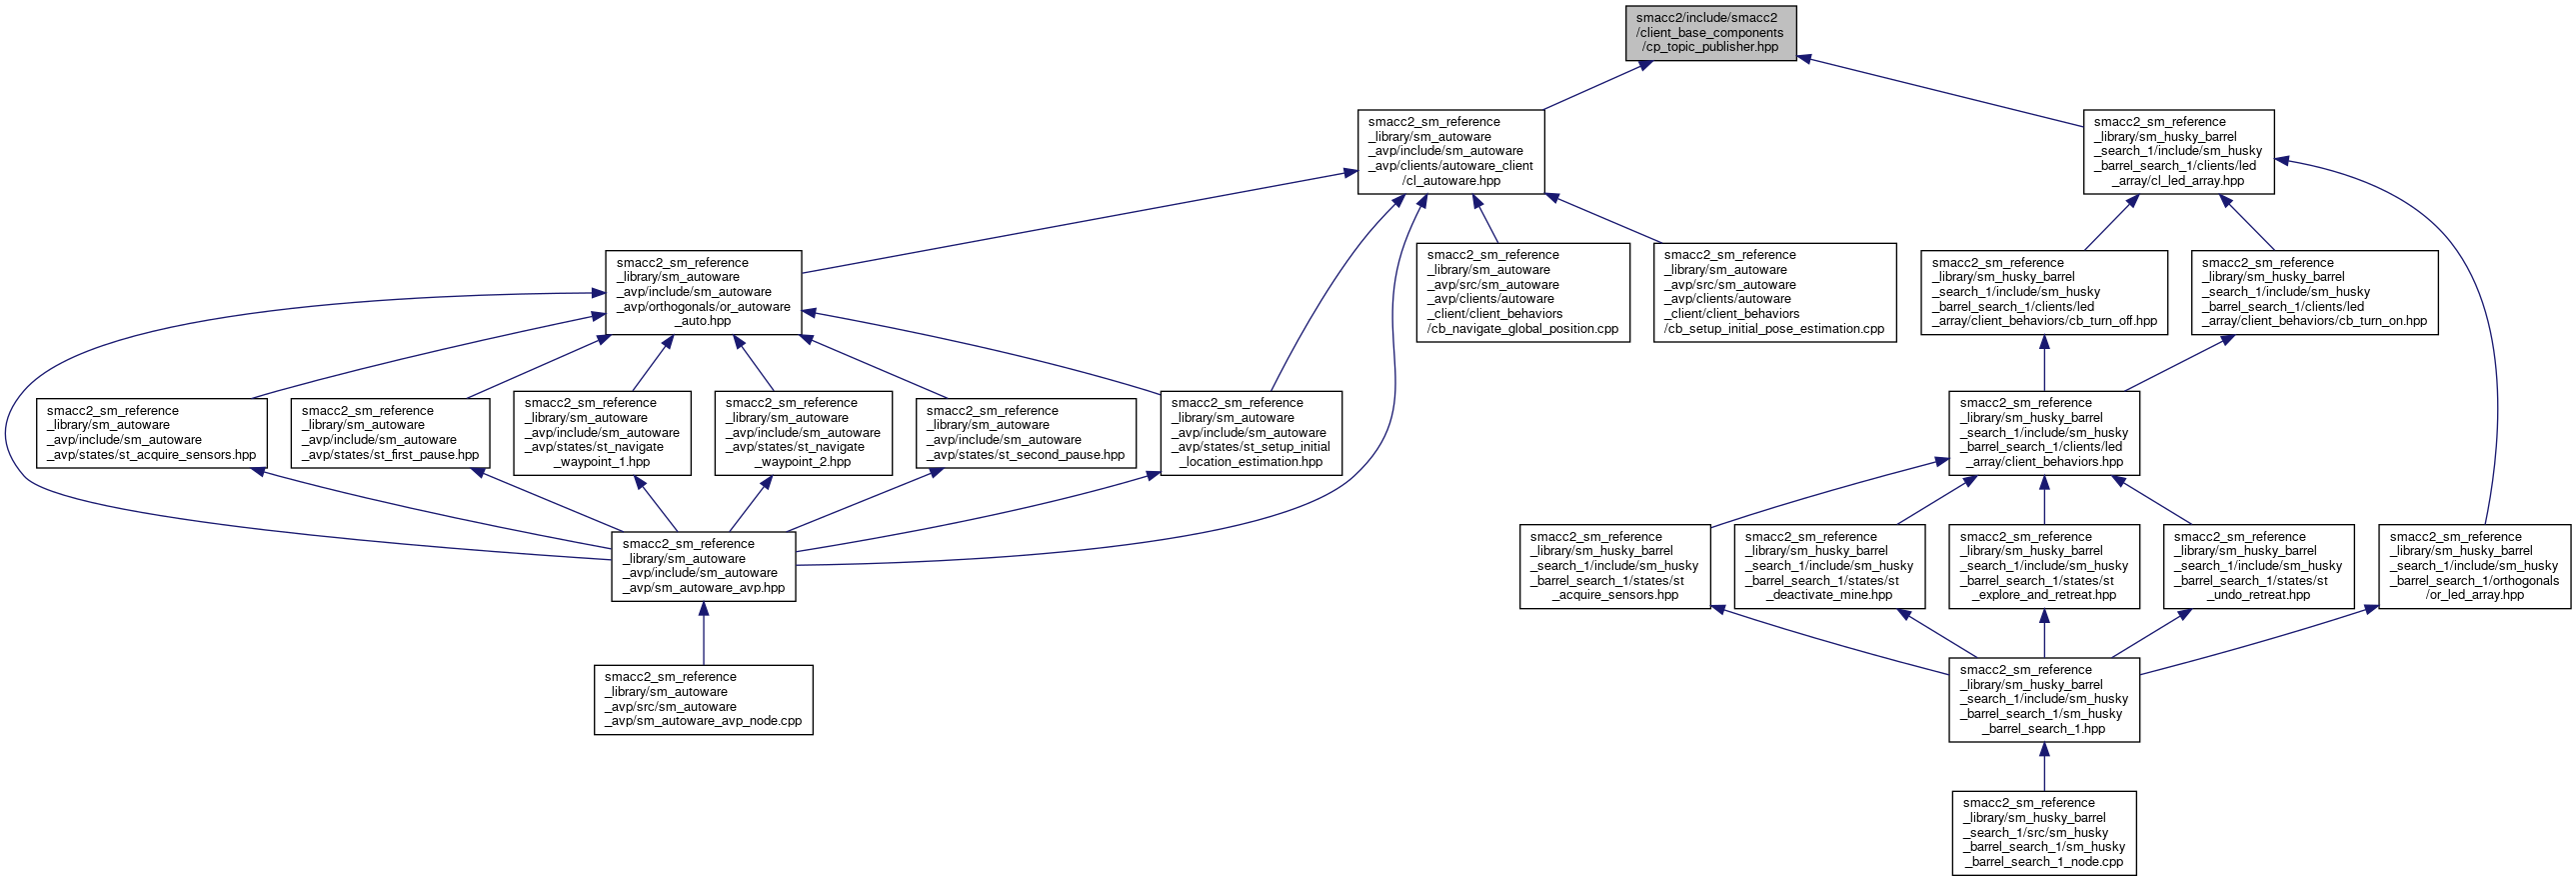 smacc2/include/smacc2
/client_base_components
/cp_topic_publisher.hpp
smacc2_sm_reference
_library/sm_autoware
_avp/include/sm_autoware
_avp/clients/autoware_client
/cl_autoware.hpp
smacc2_sm_reference
_library/sm_husky_barrel
_search_1/include/sm_husky
_barrel_search_1/clients/led
_array/cl_led_array.hpp
smacc2_sm_reference
_library/sm_autoware
_avp/include/sm_autoware
_avp/orthogonals/or_autoware
_auto.hpp
smacc2_sm_reference
_library/sm_autoware
_avp/src/sm_autoware
_avp/clients/autoware
_client/client_behaviors
/cb_navigate_global_position.cpp
smacc2_sm_reference
_library/sm_autoware
_avp/src/sm_autoware
_avp/clients/autoware
_client/client_behaviors
/cb_setup_initial_pose_estimation.cpp
smacc2_sm_reference
_library/sm_husky_barrel
_search_1/include/sm_husky
_barrel_search_1/clients/led
_array/client_behaviors/cb_turn_off.hpp
smacc2_sm_reference
_library/sm_husky_barrel
_search_1/include/sm_husky
_barrel_search_1/clients/led
_array/client_behaviors/cb_turn_on.hpp
smacc2_sm_reference
_library/sm_autoware
_avp/include/sm_autoware
_avp/states/st_acquire_sensors.hpp
smacc2_sm_reference
_library/sm_autoware
_avp/include/sm_autoware
_avp/states/st_first_pause.hpp
smacc2_sm_reference
_library/sm_autoware
_avp/include/sm_autoware
_avp/states/st_navigate
_waypoint_1.hpp
smacc2_sm_reference
_library/sm_autoware
_avp/include/sm_autoware
_avp/states/st_navigate
_waypoint_2.hpp
smacc2_sm_reference
_library/sm_autoware
_avp/include/sm_autoware
_avp/states/st_second_pause.hpp
smacc2_sm_reference
_library/sm_autoware
_avp/include/sm_autoware
_avp/states/st_setup_initial
_location_estimation.hpp
smacc2_sm_reference
_library/sm_husky_barrel
_search_1/include/sm_husky
_barrel_search_1/clients/led
_array/client_behaviors.hpp
smacc2_sm_reference
_library/sm_autoware
_avp/include/sm_autoware
_avp/sm_autoware_avp.hpp
smacc2_sm_reference
_library/sm_husky_barrel
_search_1/include/sm_husky
_barrel_search_1/states/st
_acquire_sensors.hpp
smacc2_sm_reference
_library/sm_husky_barrel
_search_1/include/sm_husky
_barrel_search_1/states/st
_deactivate_mine.hpp
smacc2_sm_reference
_library/sm_husky_barrel
_search_1/include/sm_husky
_barrel_search_1/states/st
_explore_and_retreat.hpp
smacc2_sm_reference
_library/sm_husky_barrel
_search_1/include/sm_husky
_barrel_search_1/states/st
_undo_retreat.hpp
smacc2_sm_reference
_library/sm_husky_barrel
_search_1/include/sm_husky
_barrel_search_1/orthogonals
/or_led_array.hpp
smacc2_sm_reference
_library/sm_autoware
_avp/src/sm_autoware
_avp/sm_autoware_avp_node.cpp
smacc2_sm_reference
_library/sm_husky_barrel
_search_1/include/sm_husky
_barrel_search_1/sm_husky
_barrel_search_1.hpp
smacc2_sm_reference
_library/sm_husky_barrel
_search_1/src/sm_husky
_barrel_search_1/sm_husky
_barrel_search_1_node.cpp